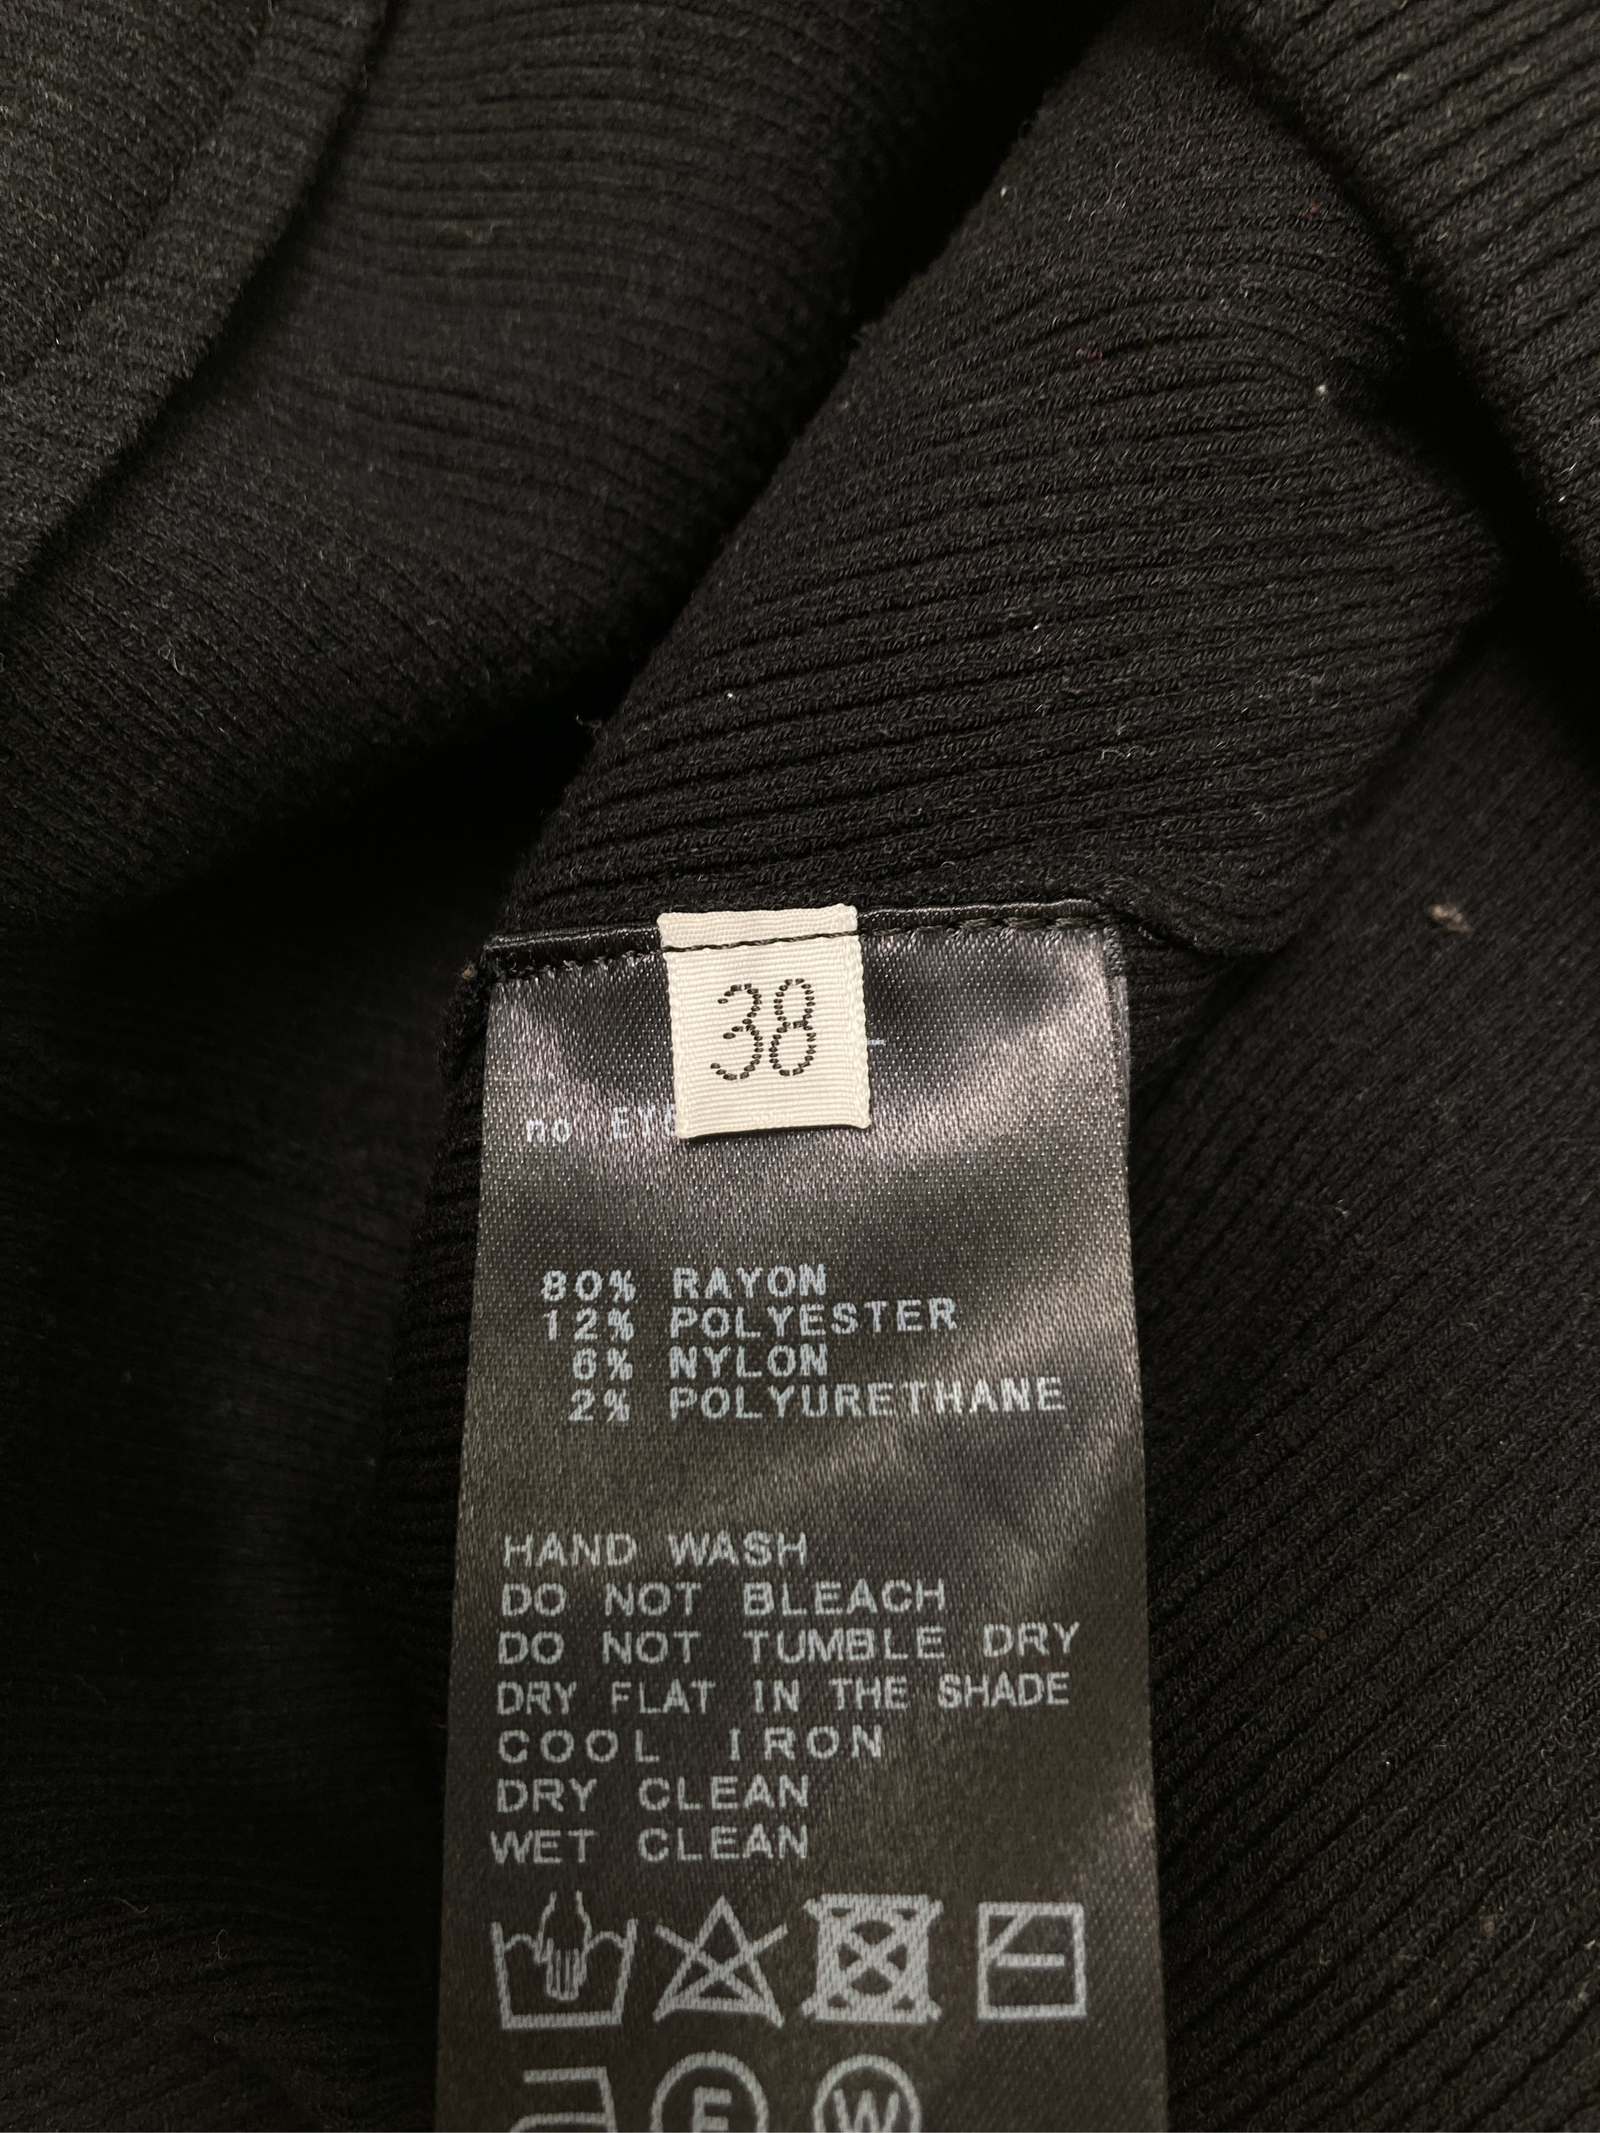 38
no.
80% RAYON
12% POLYESTER
6% NYLON
2% POLYURETHANE
HAND WASH
DO NOT BLEACH
DO NOT TUMBLE DRY
DRY FLAT IN THE SHADE
COOL IRON
DRY CLEAN
WET CLEAN
F W